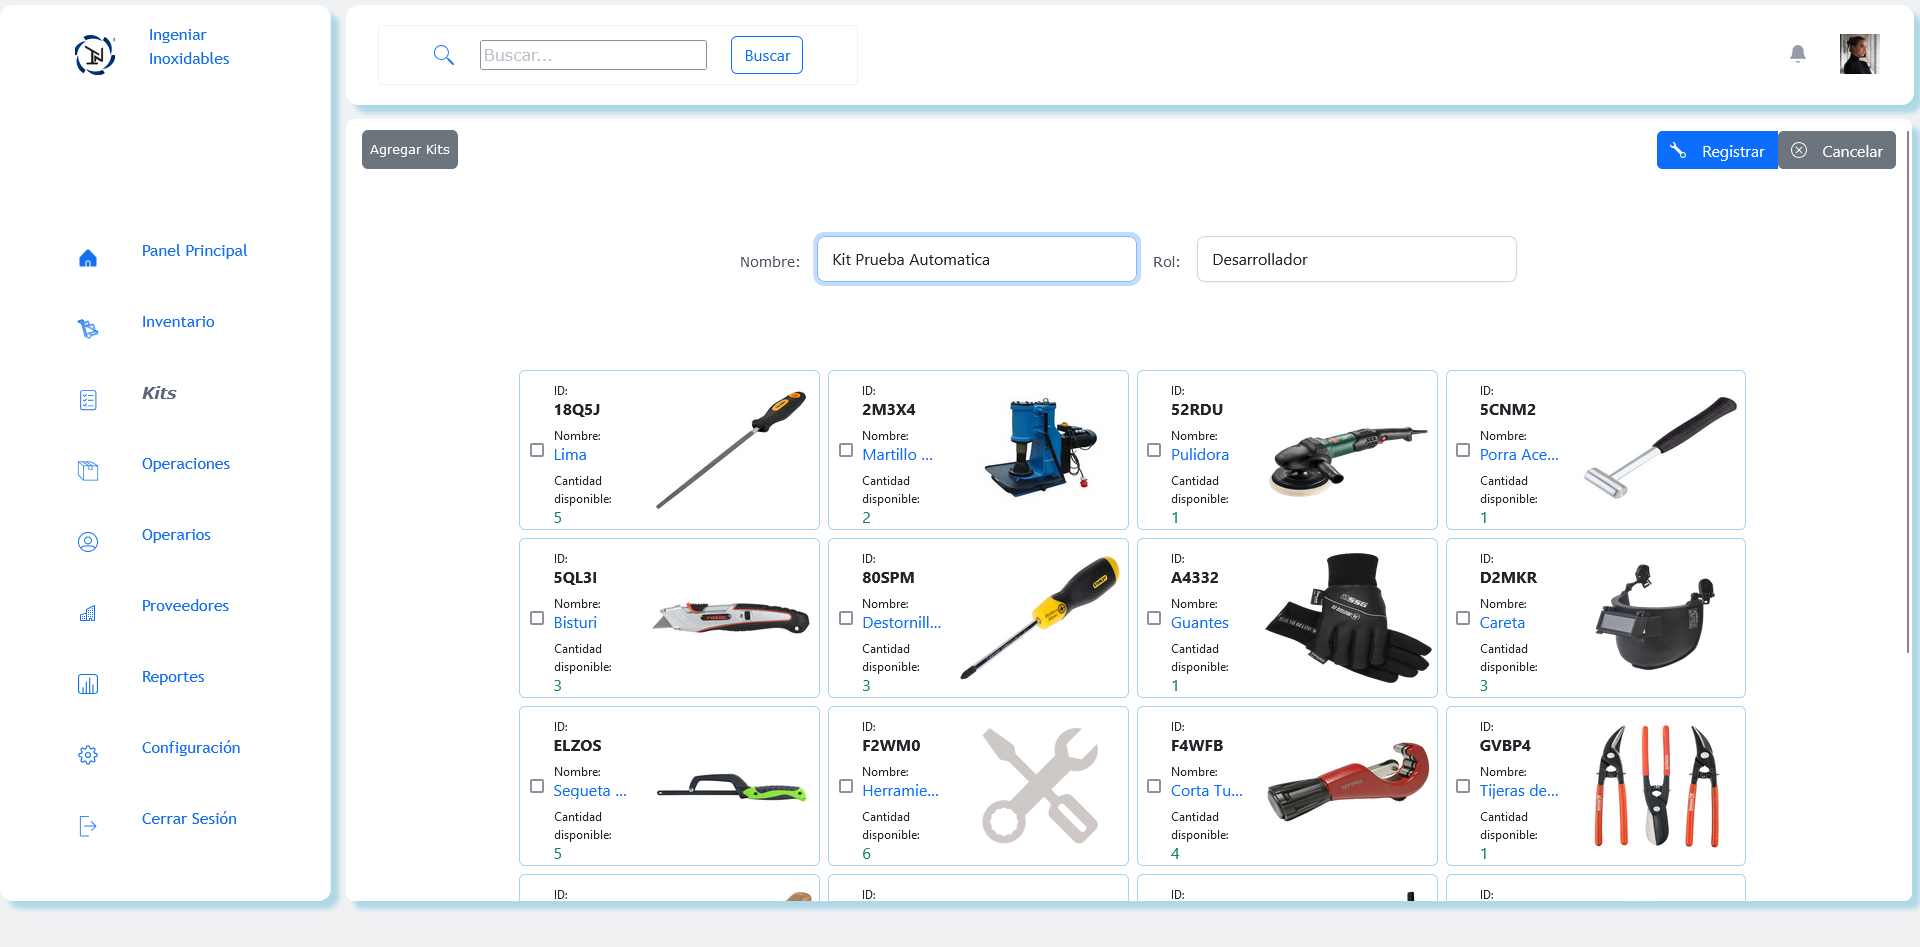 Ingeniar
Inoxidables
Buscar...
Buscar
Agregar Kits
Registrar
Cancelar
Panel Principal
Inventario
Kits
Operaciones
Operarios
Proveedores
Reportes
Configuración
Cerrar Sesión
Nombre:
Kit Prueba Automatica
Rol:
Desarrollador
ID:
18Q5J
Nombre:
Lima
Cantidad
disponible:
5
ID:
2M3X4
Nombre:
Martillo ...
Cantidad
disponible:
2
ID:
52RDU
Nombre:
Pulidora
Cantidad
disponible:
1
ID:
5CNM2
Nombre:
Porra Ace...
Cantidad
disponible:
1
ID:
5QL3I
Nombre:
Bisturi
Cantidad
disponible:
3
ID:
80SPM
Nombre:
Destornill...
Cantidad
disponible:
3
ID:
A4332
Nombre:
Guantes
Cantidad
disponible:
1
SSG
ID:
D2MKR
Nombre:
Careta
Cantidad
disponible:
3
ID:
ELZOS
Nombre:
Segueta ...
Cantidad
disponible:
5
ID:
F2WM0
Nombre:
Herramie...
Cantidad
disponible:
6
ID:
F4WFB
Nombre:
Corta Tu...
Cantidad
disponible:
4
ID:
GVBP4
Nombre:
Tijeras de...
Cantidad
disponible:
1
ID:
ID:
ID:
ID: